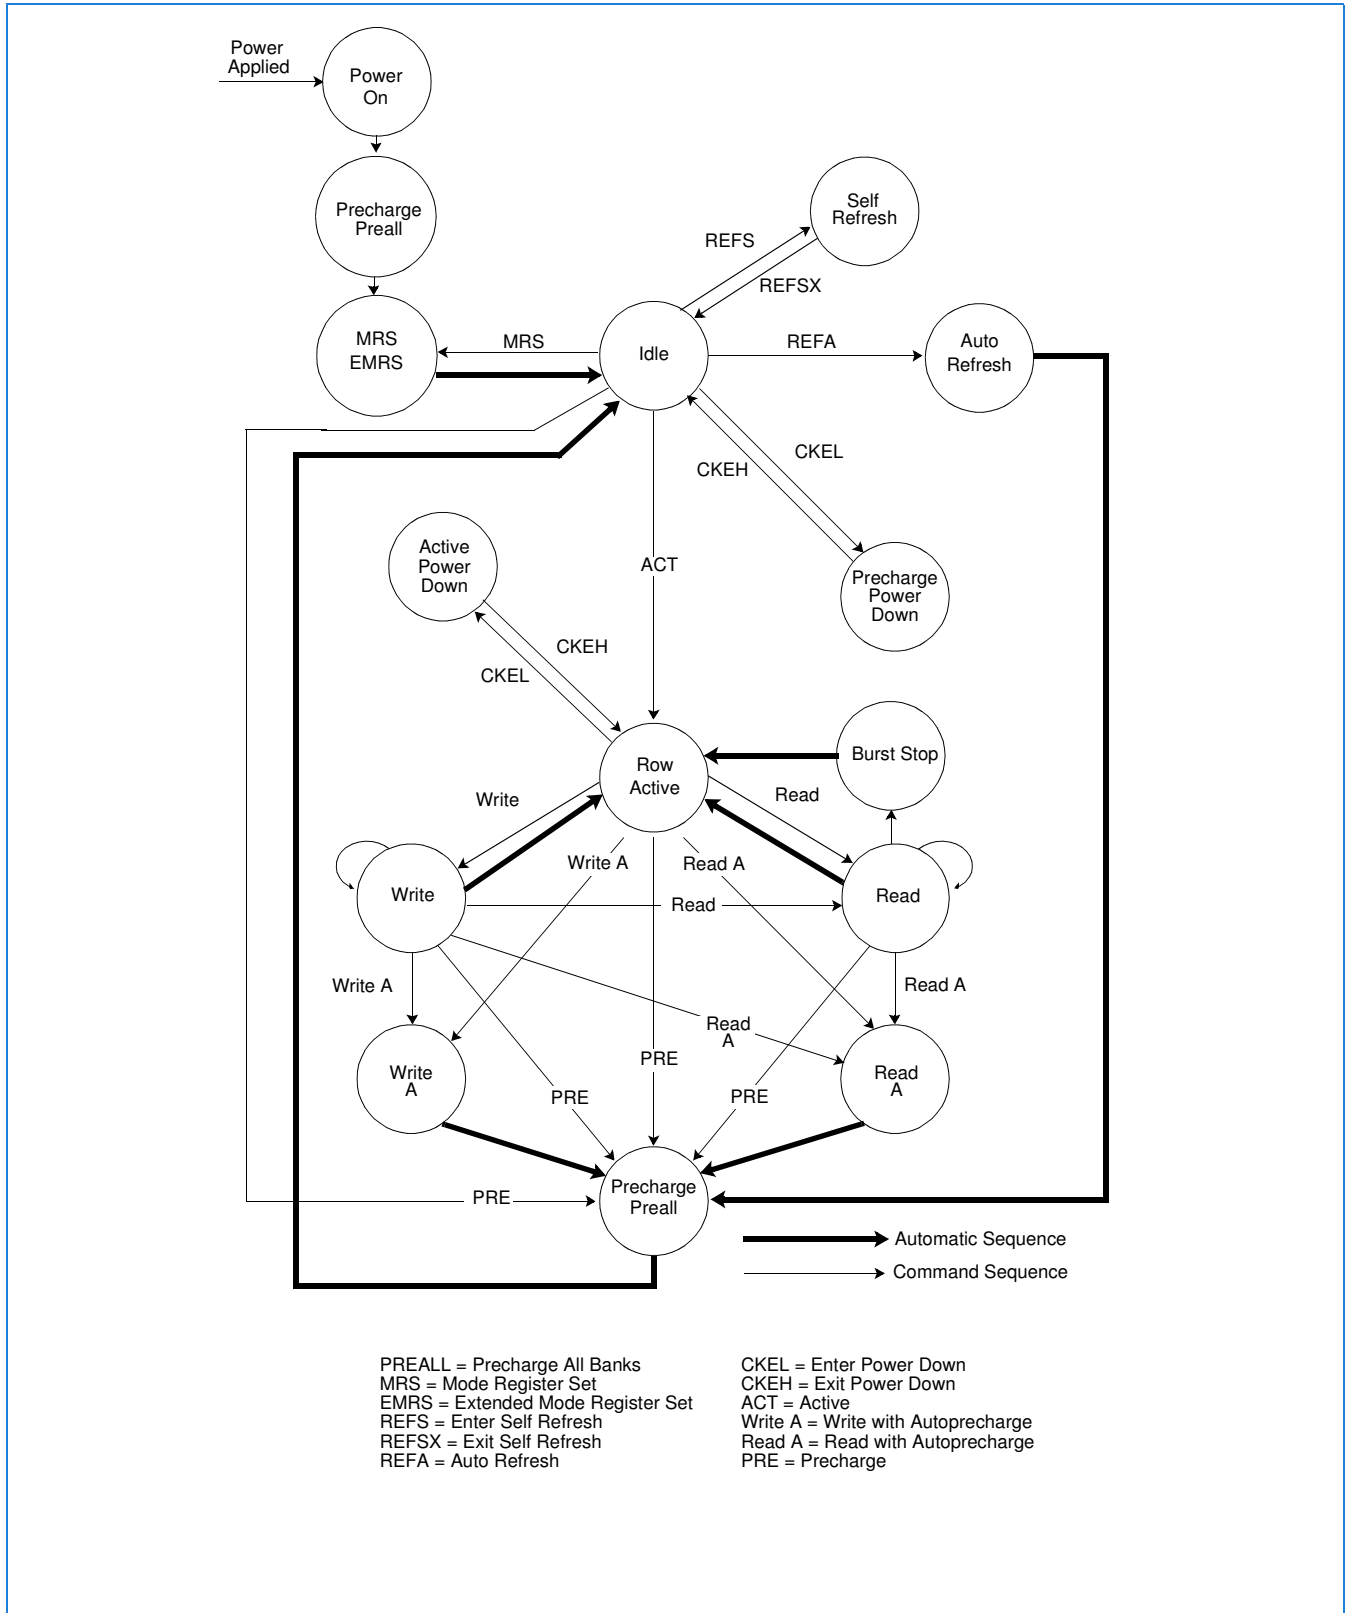 Power
Applied
Power
On
Precharge
Preall
Self
Refresh
REFS
REFSX
MRS
EMRS
MRS
Idle
REFA
Auto
Refresh
CKEL
CKEH
Active
Power
Down
ACT
Precharge
Power
Down
CKEH
CKEL
Burst Stop
Row
Active
Write
Read
Write A
Read A
Write
Read
Read
Write A
Read A
Read
A
PRE
Write
A
Read
A
PRE
PRE
Precharge
Preall
PRE
Automatic Sequence
Command Sequence
PREALL = Precharge All Banks
MRS = Mode Register Set
EMRS = Extended Mode Register Set
REFS = Enter Self Refresh
REFSX = Exit Self Refresh
REFA = Auto Refresh
CKEL = Enter Power Down
CKEH = Exit Power Down
ACT = Active
Write A = Write with Autoprecharge
Read A = Read with Autoprecharge
PRE = Precharge